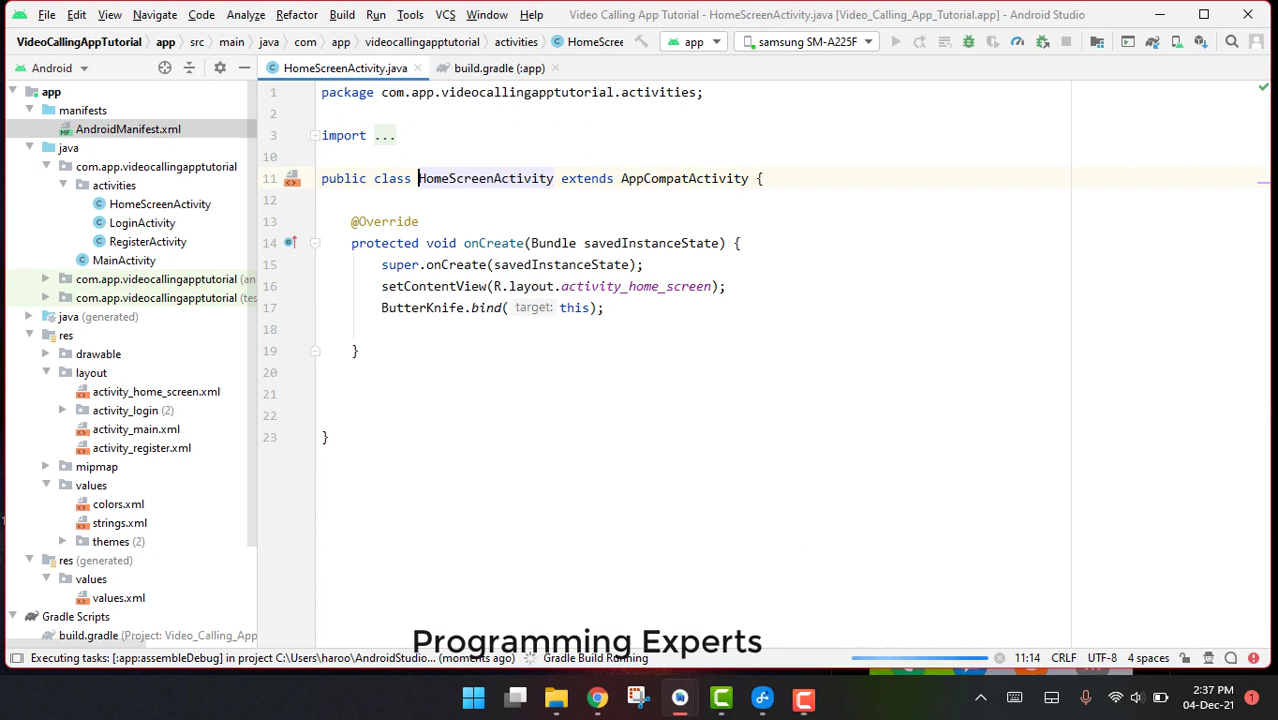 File Edit View Navigate Code Analyze Refactor Build Run Tools VCS Window Help Video Calling App Tutorial - HomeScreenActivity.java [Video_Calling_App_Tutorial.app] - Android Studio
VideoCallingAppTutorial app src main java com app videocallingapptutorial activities HomeScree app samsung SM-A225F
Android HomeScreenActivity.java build.gradle (:app)
app
manifests
AndroidManifest.xml
java
com.app.videocallingapptutorial
activities
HomeScreenActivity
LoginActivity
RegisterActivity
MainActivity
com.app.videocallingapptutorial (an
com.app.videocallingapptutorial (tes
java (generated)
res
drawable
layout
activity_home_screen.xml
activity_login (2)
activity_main.xml
activity_register.xml
mipmap
values
colors.xml
strings.xml
themes (2)
res (generated)
values
values.xml
Gradle Scripts
build.gradle (Project: Video_Calling_App
1 package com.app.videocallingapptutorial.activities;
2
3 import ...
10
11 public class HomeScreenActivity extends AppCompatActivity {
12
13 @Override
14 protected void onCreate(Bundle savedInstanceState) {
15 super.onCreate(savedInstanceState);
16 setContentView(R.layout.activity_home_screen);
17 ButterKnife.bind( target: this);
18
19 }
20
21
22
23 }
Programming Experts
Executing tasks: [:app:assembleDebug] in project C:\Users\haroo\AndroidStudio... (moments ago) Gradle Build Running 11:14 CRLF UTF-8 4 spaces
2:37 PM
04-Dec-21
1